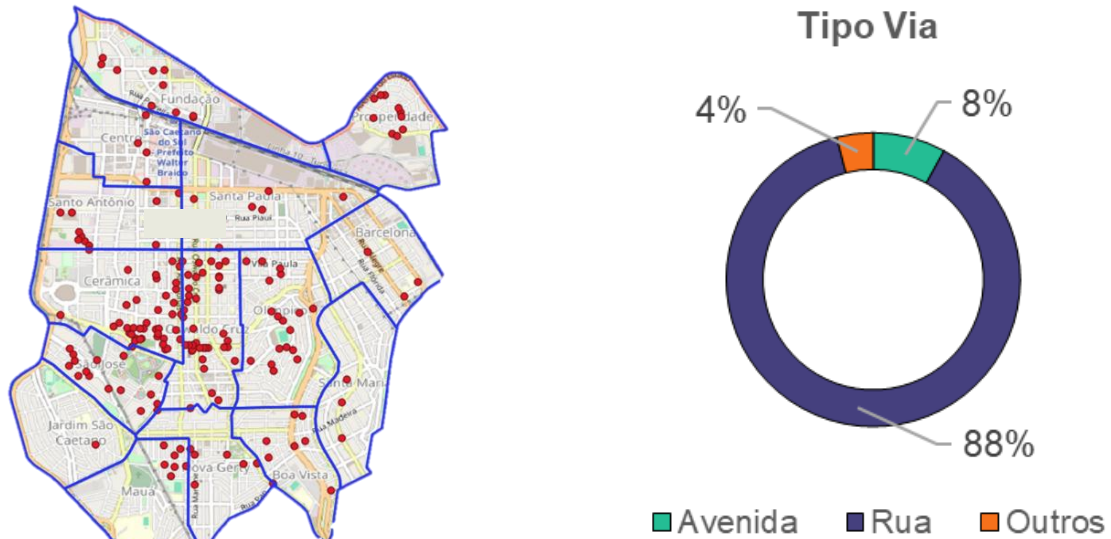 Tipo Via
4%
8%
88%
Avenida
Rua
Outros
Fundação
Prosperidade
Centro
São Caetano
do Sul
Prefeito
Walter
Braido
Santo Antônio
Santa Paula
Rua Piauí
Barcelona
Vila Paula
Rua Flórida
Cerâmica
Olímpico
Oswaldo Cruz
São José
Santa Maria
Rua Madeira
Jardim São
Caetano
Nova Gerty
Boa Vista
Mauá